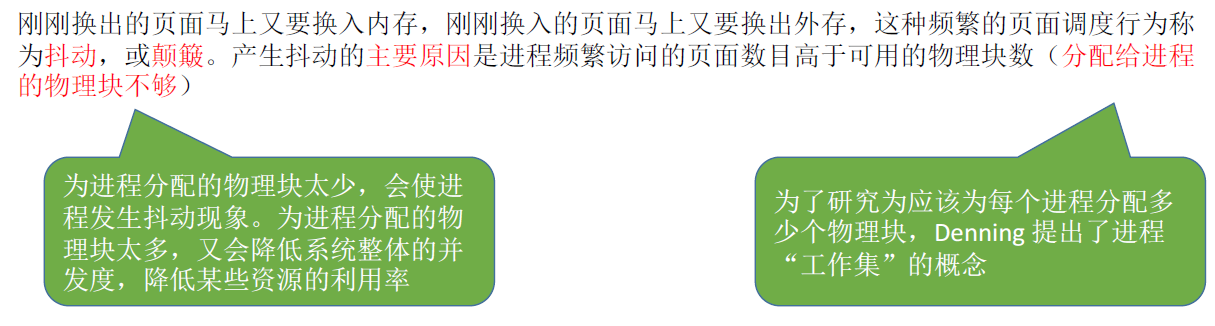 刚刚换出的页面马上又要换入内存，刚刚换入的页面马上又要换出外存，这种频繁的页面调度行为称
为抖动，或颠簸。产生抖动的主要原因是进程频繁访问的页面数目高于可用的物理块数（分配给进程
的物理块不够）
为进程分配的物理块太少，会使进
程发生抖动现象。为进程分配的物
理块太多，又会降低系统整体的并
发度，降低某些资源的利用率
为了研究为应该为每个进程分配多
少个物理块，Denning 提出了进程
“工作集”的概念